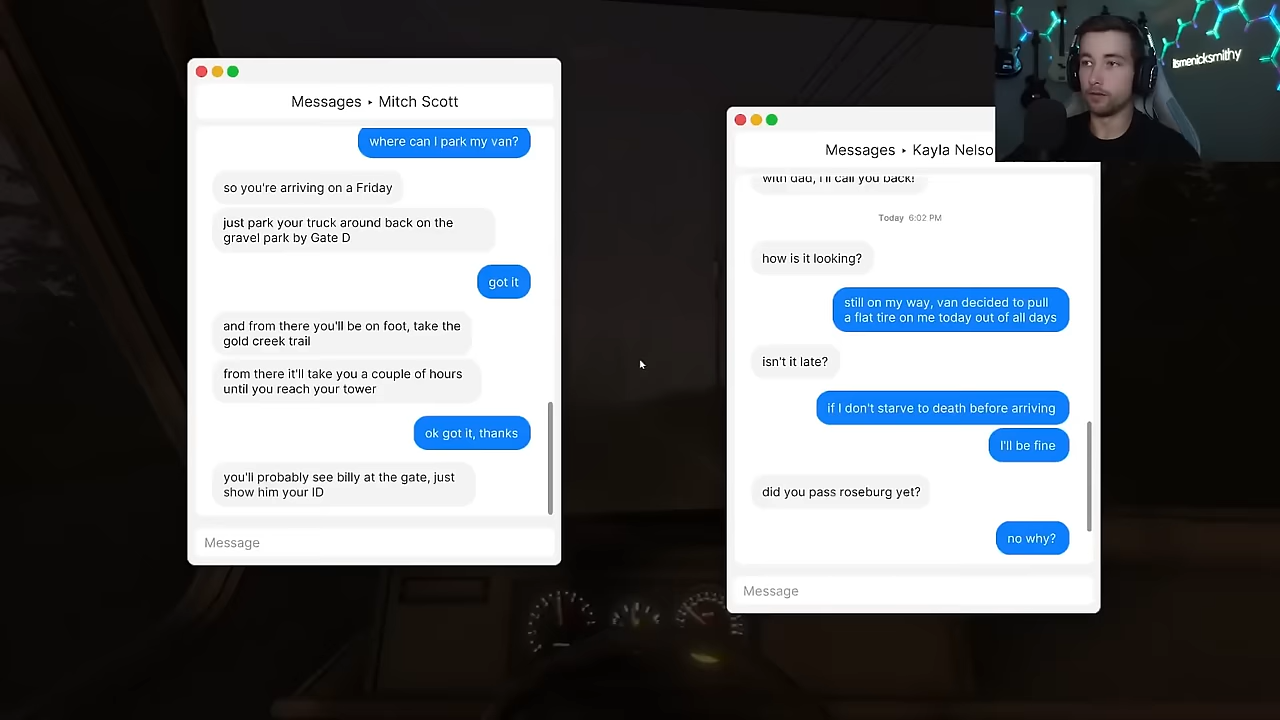 Messages ▸ Mitch Scott
where can I park my van?
so you're arriving on a Friday
just park your truck around back on the
gravel park by Gate D
got it
and from there you'll be on foot, take the
gold creek trail
from there it'll take you a couple of hours
until you reach your tower
ok got it, thanks
you'll probably see billy at the gate, just
show him your ID
Message
Messages ▸ Kayla Nelso
with dad, I'll call you back!
Today 6:02 PM
how is it looking?
still on my way, van decided to pull
a flat tire on me today out of all days
isn't it late?
if I don't starve to death before arriving
I'll be fine
did you pass roseburg yet?
no why?
Message
itsmenicksmithy